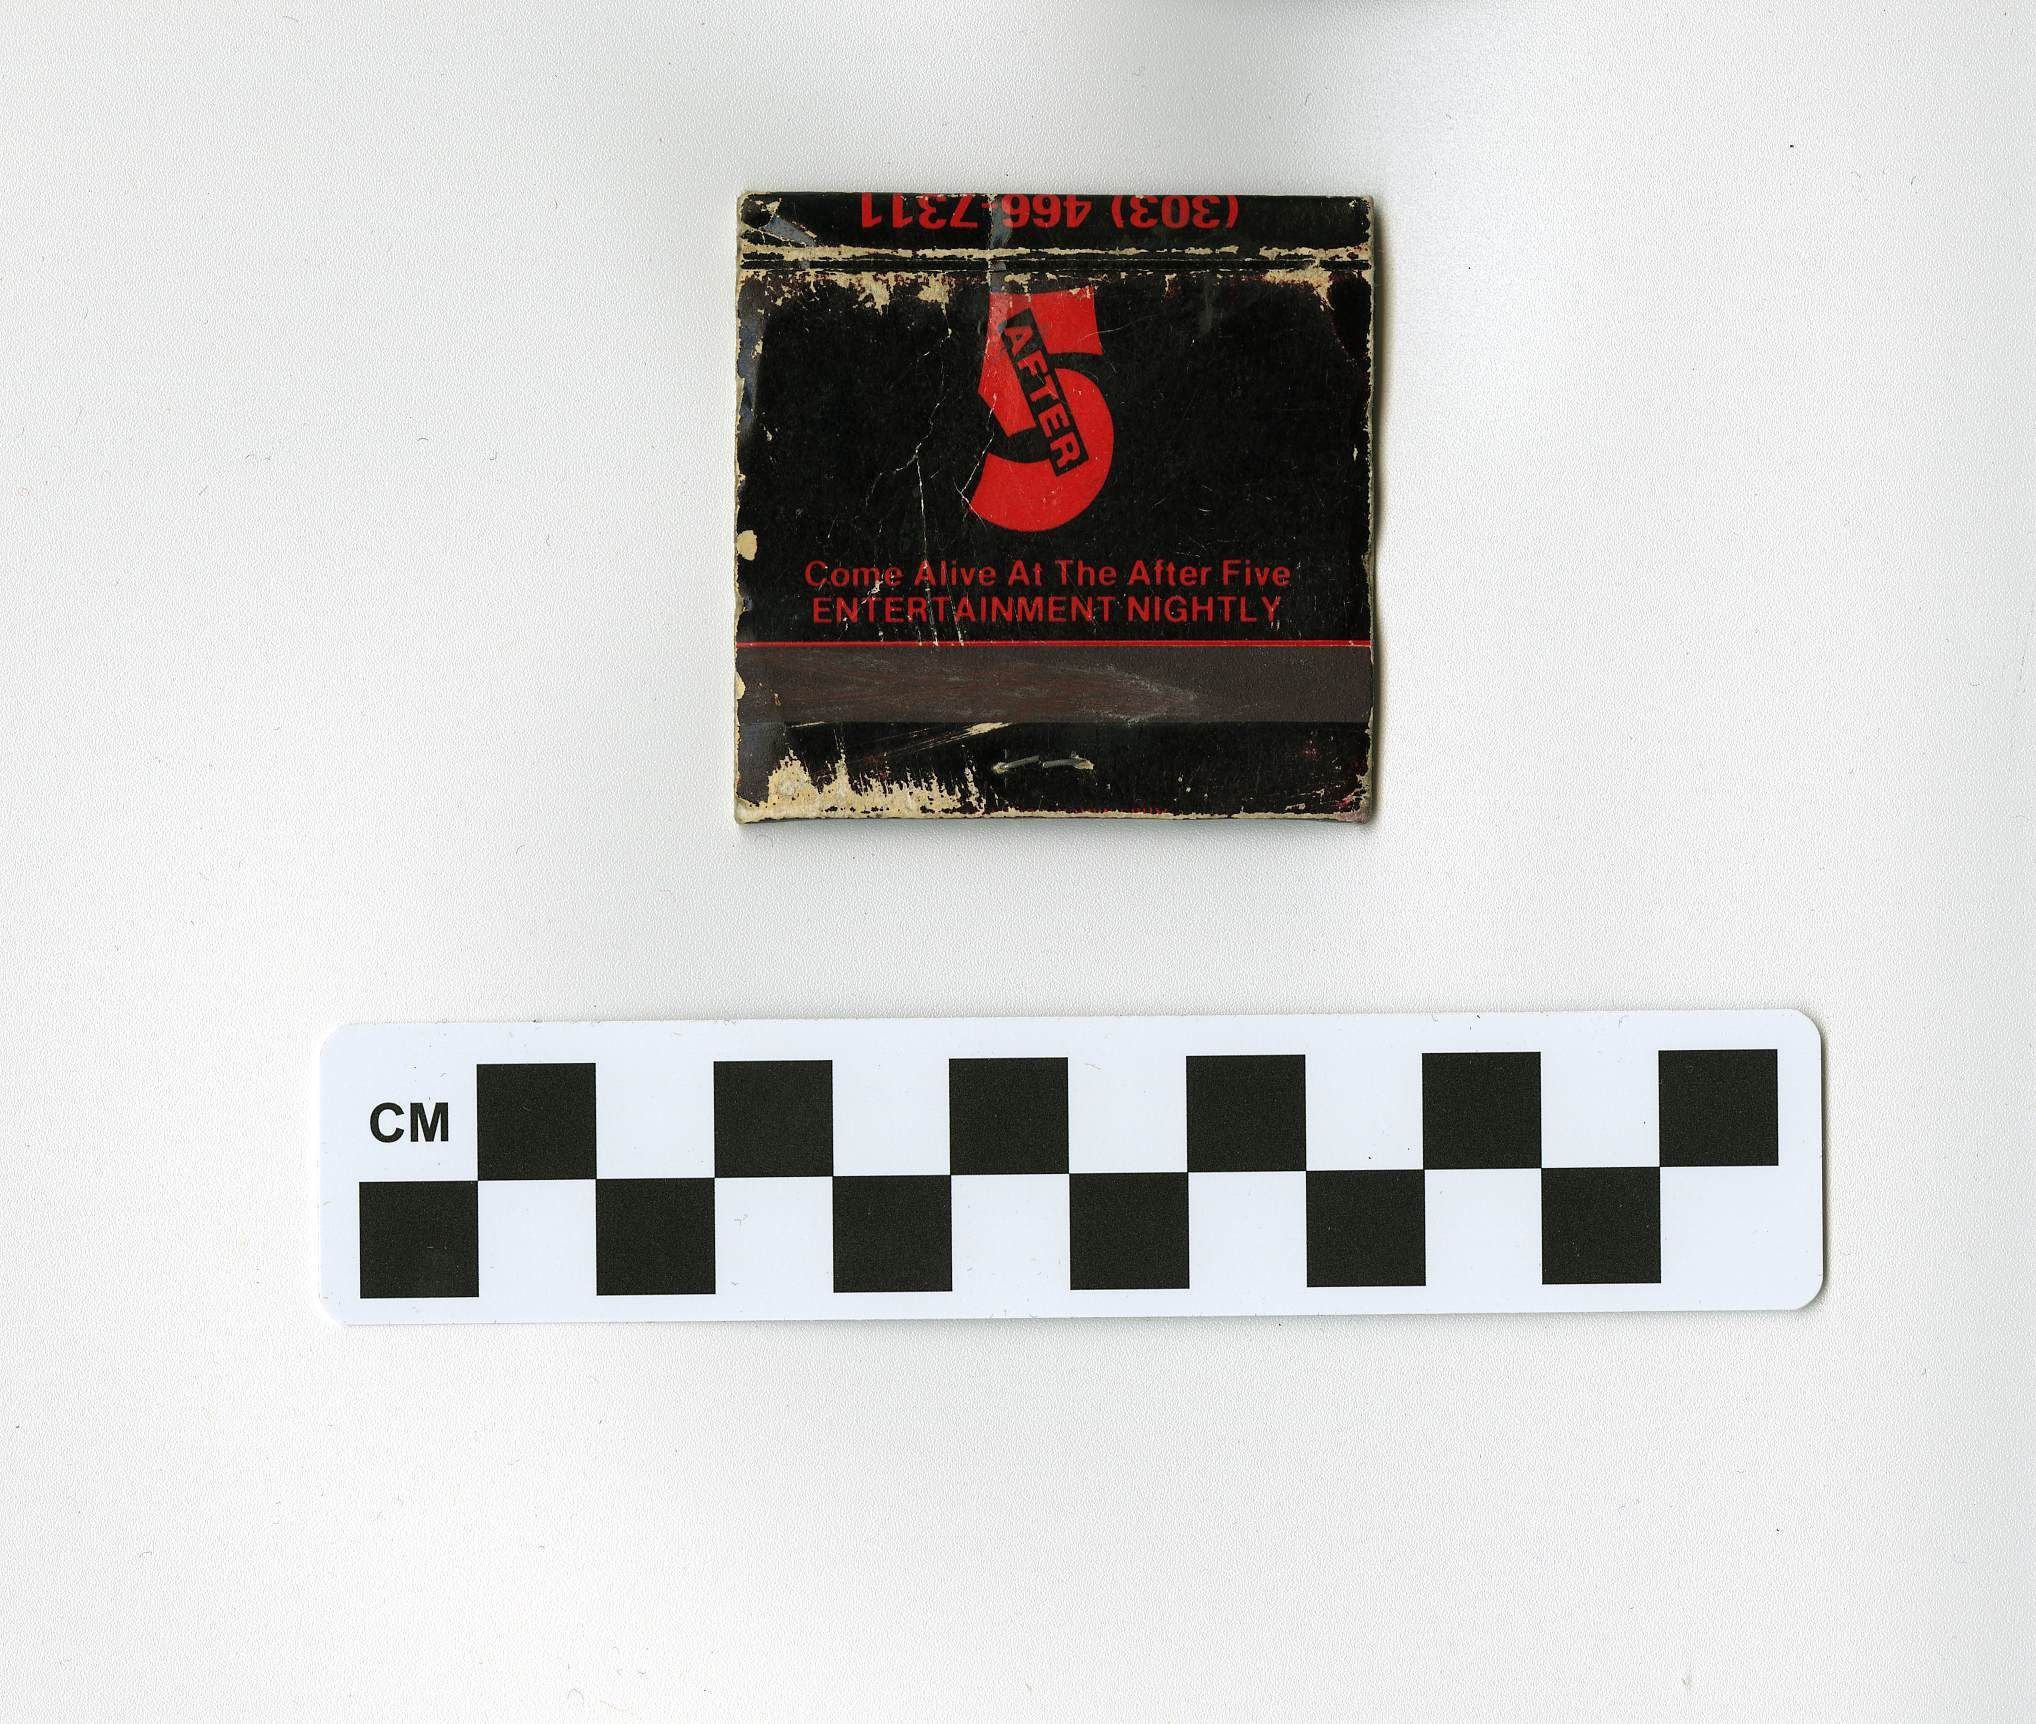 (303) 466-7311
5
AFTER
Come Alive At The After Five
ENTERTAINMENT NIGHTLY
CM